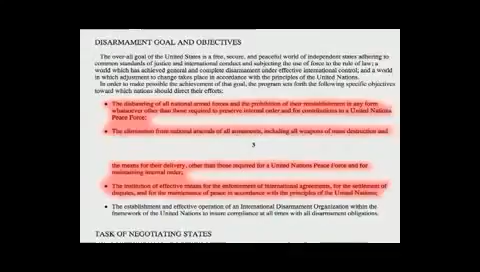 DISARMAMENT GOAL AND OBJECTIVES
The over-all goal of the United States is a free, secure, and peaceful world of independent states adhering to
common standards of justice and international conduct and subjecting the use of force to the rule of law; a
world which has achieved general and complete disarmament under effective international control; and a world
in which adjustment to change takes place in accordance with the principles of the United Nations.
In order to make possible the achievement of that goal, the program sets forth the following specific objectives
toward which nations should direct their efforts:
• The disbanding of all national armed forces and the prohibition of their reestablishment in any form
whatsoever other than those required to preserve internal order and for contributions to a United Nations
Peace Force;
• The elimination from national arsenals of all armaments, including all weapons of mass destruction and
3
the means for their delivery, other than those required for a United Nations Peace Force and for
maintaining internal order;
• The institution of effective means for the enforcement of international agreements, for the settlement of
disputes, and for the maintenance of peace in accordance with the principles of the United Nations;
• The establishment and effective operation of an International Disarmament Organization within the
framework of the United Nations to insure compliance at all times with all disarmament obligations.
TASK OF NEGOTIATING STATES